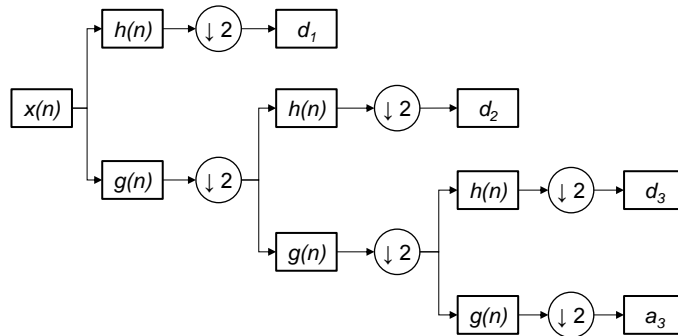 h(n) ↓ 2 d₁
x(n) h(n) ↓ 2 d₂
g(n) ↓ 2
h(n) ↓ 2 d₃
g(n) ↓ 2
g(n) ↓ 2 a₃